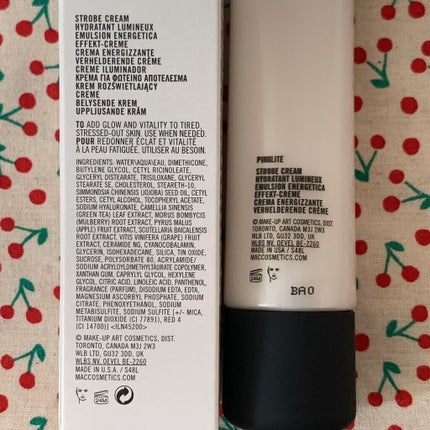 STROBE CREAM
HYDRATANT LUMINEUX
EMULSION ENERGETICA
EFFEKT-CREME
CREMA ENERGIZZANTE
VERHELDERENDE CRÈME
CREME ILUMINADOR
КРЕМА ГІА ΦΩΤΕΙΝΟ ΑΠΟΤΕΛΕΣΜΑ
KREM ROZŚWIETLAJĄCY
CREME
BELYSENDE KREM
UPPLJUSANDE KRÄM
TO ADD GLOW AND VITALITY TO TIRED,
STRESSED-OUT SKIN. USE WHEN NEEDED.
POUR REDONNER ÉCLAT ET VITALITÉ
À LA PEAU FATIGUÉE. UTILISER AU BESOIN.
INGREDIENTS: WATER\AQUA\EAU, DIMETHICONE,
BUTYLENE GLYCOL, CETYL RICINOLEATE,
GLYCERYL DISTEARATE, TRISILOXANE, GLYCERYL
STEARATE SE, CHOLESTEROL, STEARETH-10,
SIMMONDSIA CHINENSIS (JOJOBA) SEED OIL, CETYL
ESTERS, CETYL ALCOHOL, TOCOPHERYL ACETATE,
SODIUM HYALURONATE, CAMELLIA SINENSIS
(GREEN TEA) LEAF EXTRACT, MORUS BOMBYCIS
(MULBERRY) ROOT EXTRACT, PYRUS MALUS
(APPLE) FRUIT EXTRACT, SCUTELLARIA BAICALENSIS
ROOT EXTRACT, VITIS VINIFERA (GRAPE) FRUIT
EXTRACT, CERAMIDE NG, CYANOCOBALAMIN,
GLYCERIN, ISOHEXADECANE, SILICA, TIN OXIDE,
SUCROSE, POLYSORBATE 80, ACRYLAMIDE/
SODIUM ACRYLOYLDIMETHYLTAURATE COPOLYMER,
XANTHAN GUM, CAPRYLYL GLYCOL, HEXYLENE
GLYCOL, CITRIC ACID, LINOLEIC ACID, PANTHENOL,
FRAGRANCE (PARFUM), DISODIUM EDTA, EDTA,
MAGNESIUM ASCORBYL PHOSPHATE, SODIUM
CITRATE, PHENOXYETHANOL, SODIUM
METABISULFITE, SODIUM SULFITE [+/- MICA,
TITANIUM DIOXIDE (CI 77891), RED 4
(CI 14700)] <ILN45200>
© MAKE-UP ART COSMETICS, DIST.
TORONTO, CANADA M3J 2W3
WLB LTD, GU32 3DD, UK
WLBS NV. OEVEL BE-2260
MADE IN U.S.A. / S48L
MACCOSMETICS.COM
24M
PINKLITE
STROBE CREAM
HYDRATANT LUMINEUX
EMULSION ENERGETICA
EFFECT-CREME
CREMA ENERGIZZANTE
VERHELDERENDE CRÈME
© MAKE-UP ART COSMETICS, DIST.
TORONTO, CANADA M3J 2W3
WLB LTD, GU32 3DD, UK
WLBS NV. OEVEL BE-2260
MADE IN USA / S48L
MACCOSMETICS.COM
24M
BA0